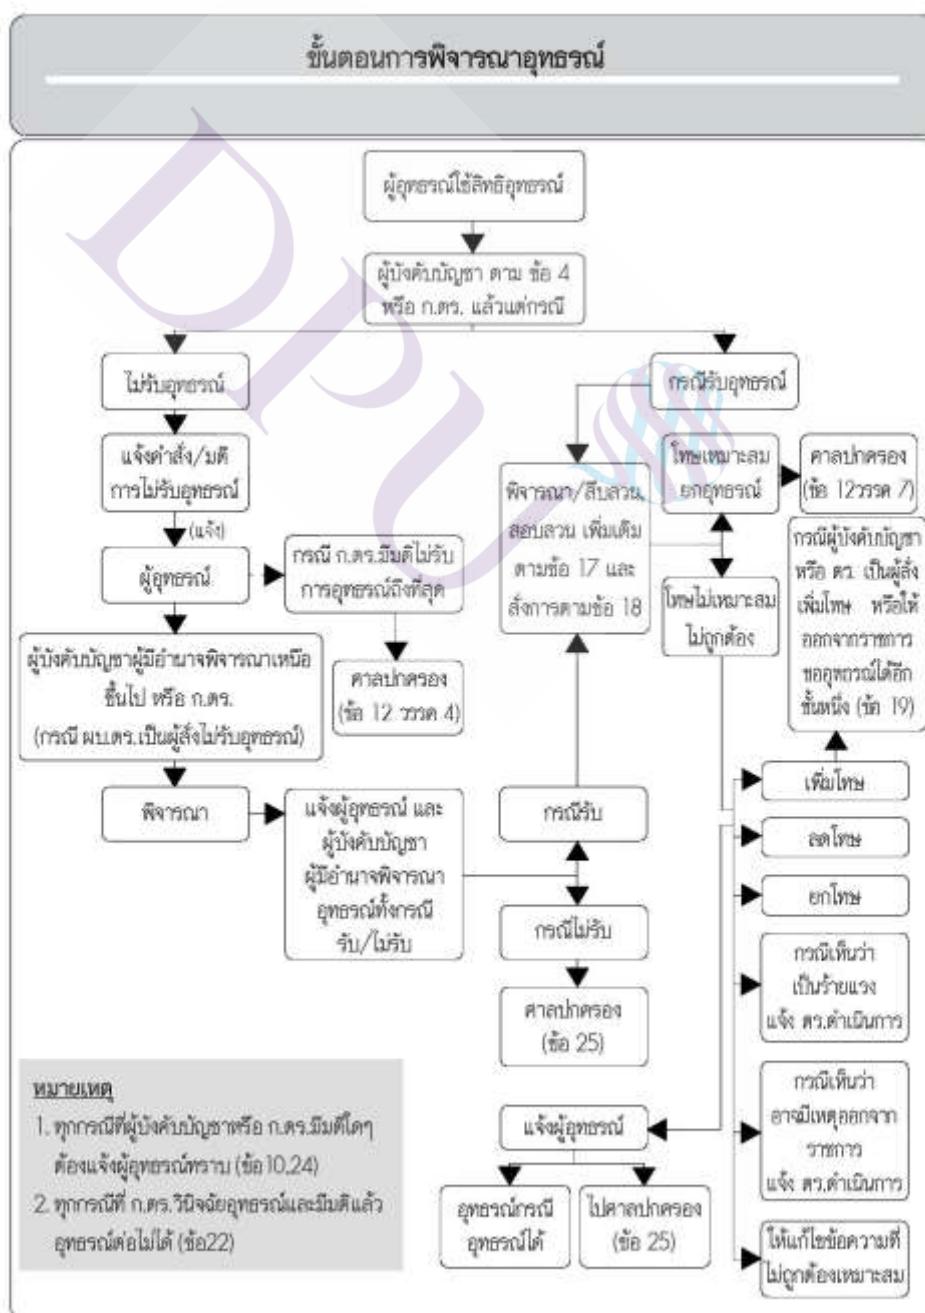 ขั้นตอนการพิจารณาอุทธรณ์
ผู้อุทธรณ์ใช้สิทธิอุทธรณ์
ผู้บังคับบัญชา ตาม ข้อ 4
หรือ ก.ตร. แล้วแต่กรณี
ไม่รับอุทธรณ์
กรณีรับอุทธรณ์
แจ้งคำสั่ง/มติ
การไม่รับอุทธรณ์
(แจ้ง)
ผู้อุทธรณ์
กรณี ก.ตร.มีมติไม่รับ
การอุทธรณ์ถึงที่สุด
ศาลปกครอง
(ข้อ 12 วรรค 4)
ผู้บังคับบัญชาผู้มีอำนาจพิจารณาเหนือ
ขึ้นไป หรือ ก.ตร.
(กรณี ผบ.ตร.เป็นผู้สั่งไม่รับอุทธรณ์)
พิจารณา
แจ้งผู้อุทธรณ์ และ
ผู้บังคับบัญชา
ผู้มีอำนาจพิจารณา
อุทธรณ์ทั้งกรณี
รับ/ไม่รับ
พิจารณา/สืบสวน,
สอบสวน เพิ่มเติม
ตามข้อ 17 และ
สั่งการตามข้อ 18
โทษเหมาะสม
ยกอุทธรณ์
ศาลปกครอง
(ข้อ 12วรรค 7)
โทษไม่เหมาะสม
ไม่ถูกต้อง
กรณีผู้บังคับบัญชา
หรือ ตร. เป็นผู้สั่ง
เพิ่มโทษ หรือให้
ออกจากราชการ
ขออุทธรณ์ได้อีก
ชั้นหนึ่ง (ข้อ 19)
กรณีรับ
กรณีไม่รับ
ศาลปกครอง
(ข้อ 25)
เพิ่มโทษ
ลดโทษ
ยกโทษ
กรณีเห็นว่า
เป็นร้ายแรง
แจ้ง ตร.ดำเนินการ
กรณีเห็นว่า
อาจมีเหตุออกจาก
ราชการ
แจ้ง ตร.ดำเนินการ
ให้แก้ไขข้อความที่
ไม่ถูกต้องเหมาะสม
แจ้งผู้อุทธรณ์
อุทธรณ์กรณี
อุทธรณ์ได้
ไปศาลปกครอง
(ข้อ 25)
หมายเหตุ
1. ทุกกรณีที่ผู้บังคับบัญชาหรือ ก.ตร.มีมติใดๆ
ต้องแจ้งผู้อุทธรณ์ทราบ (ข้อ10,24)
2. ทุกกรณีที่ ก.ตร.วินิจฉัยอุทธรณ์และมีมติแล้ว
อุทธรณ์ต่อไม่ได้ (ข้อ22)
DPU